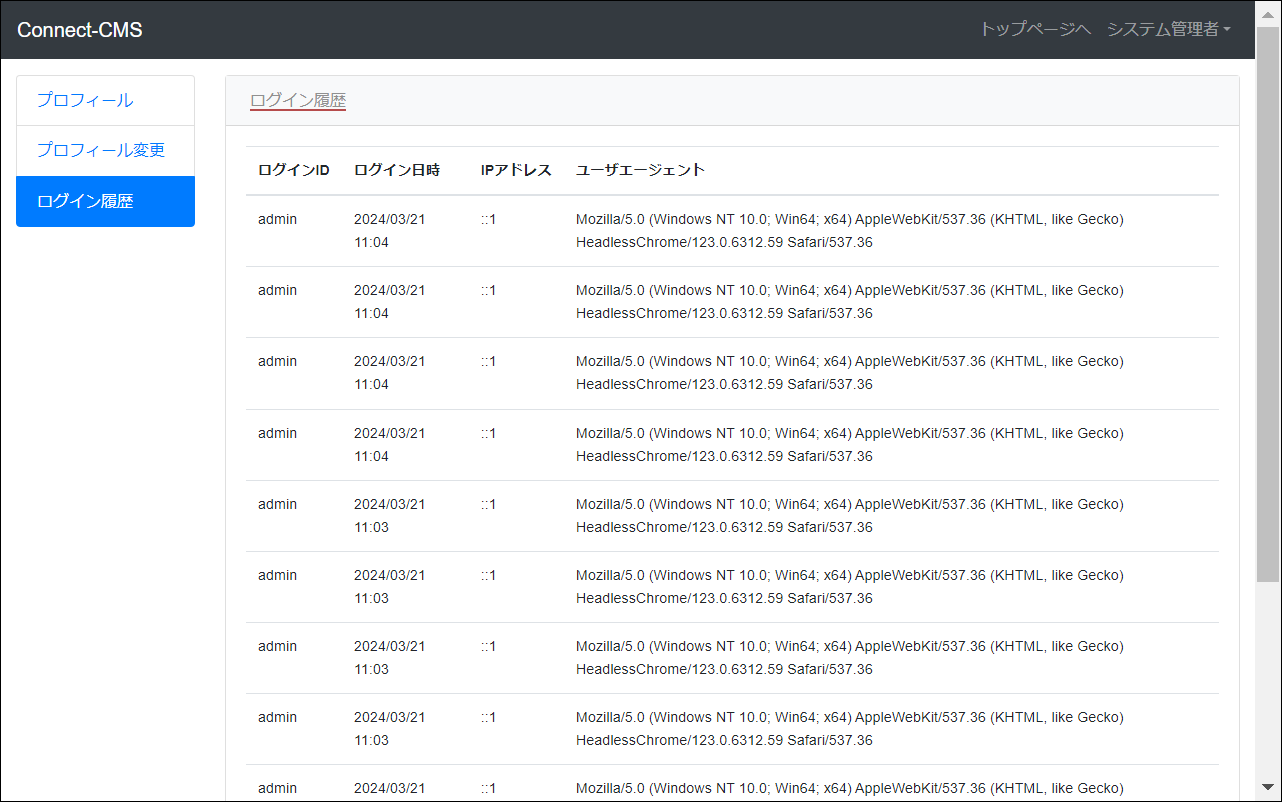 Connect-CMS トップページへ システム管理者
プロフィール
プロフィール変更
ログイン履歴
ログイン履歴
ログインID ログイン日時 IPアドレス ユーザエージェント
admin 2024/03/21 ::1 Mozilla/5.0 (Windows NT 10.0; Win64; x64) AppleWebKit/537.36 (KHTML, like Gecko)
11:04 HeadlessChrome/123.0.6312.59 Safari/537.36
admin 2024/03/21 ::1 Mozilla/5.0 (Windows NT 10.0; Win64; x64) AppleWebKit/537.36 (KHTML, like Gecko)
11:04 HeadlessChrome/123.0.6312.59 Safari/537.36
admin 2024/03/21 ::1 Mozilla/5.0 (Windows NT 10.0; Win64; x64) AppleWebKit/537.36 (KHTML, like Gecko)
11:04 HeadlessChrome/123.0.6312.59 Safari/537.36
admin 2024/03/21 ::1 Mozilla/5.0 (Windows NT 10.0; Win64; x64) AppleWebKit/537.36 (KHTML, like Gecko)
11:04 HeadlessChrome/123.0.6312.59 Safari/537.36
admin 2024/03/21 ::1 Mozilla/5.0 (Windows NT 10.0; Win64; x64) AppleWebKit/537.36 (KHTML, like Gecko)
11:03 HeadlessChrome/123.0.6312.59 Safari/537.36
admin 2024/03/21 ::1 Mozilla/5.0 (Windows NT 10.0; Win64; x64) AppleWebKit/537.36 (KHTML, like Gecko)
11:03 HeadlessChrome/123.0.6312.59 Safari/537.36
admin 2024/03/21 ::1 Mozilla/5.0 (Windows NT 10.0; Win64; x64) AppleWebKit/537.36 (KHTML, like Gecko)
11:03 HeadlessChrome/123.0.6312.59 Safari/537.36
admin 2024/03/21 ::1 Mozilla/5.0 (Windows NT 10.0; Win64; x64) AppleWebKit/537.36 (KHTML, like Gecko)
11:03 HeadlessChrome/123.0.6312.59 Safari/537.36
admin 2024/03/21 ::1 Mozilla/5.0 (Windows NT 10.0; Win64; x64) AppleWebKit/537.36 (KHTML, like Gecko)